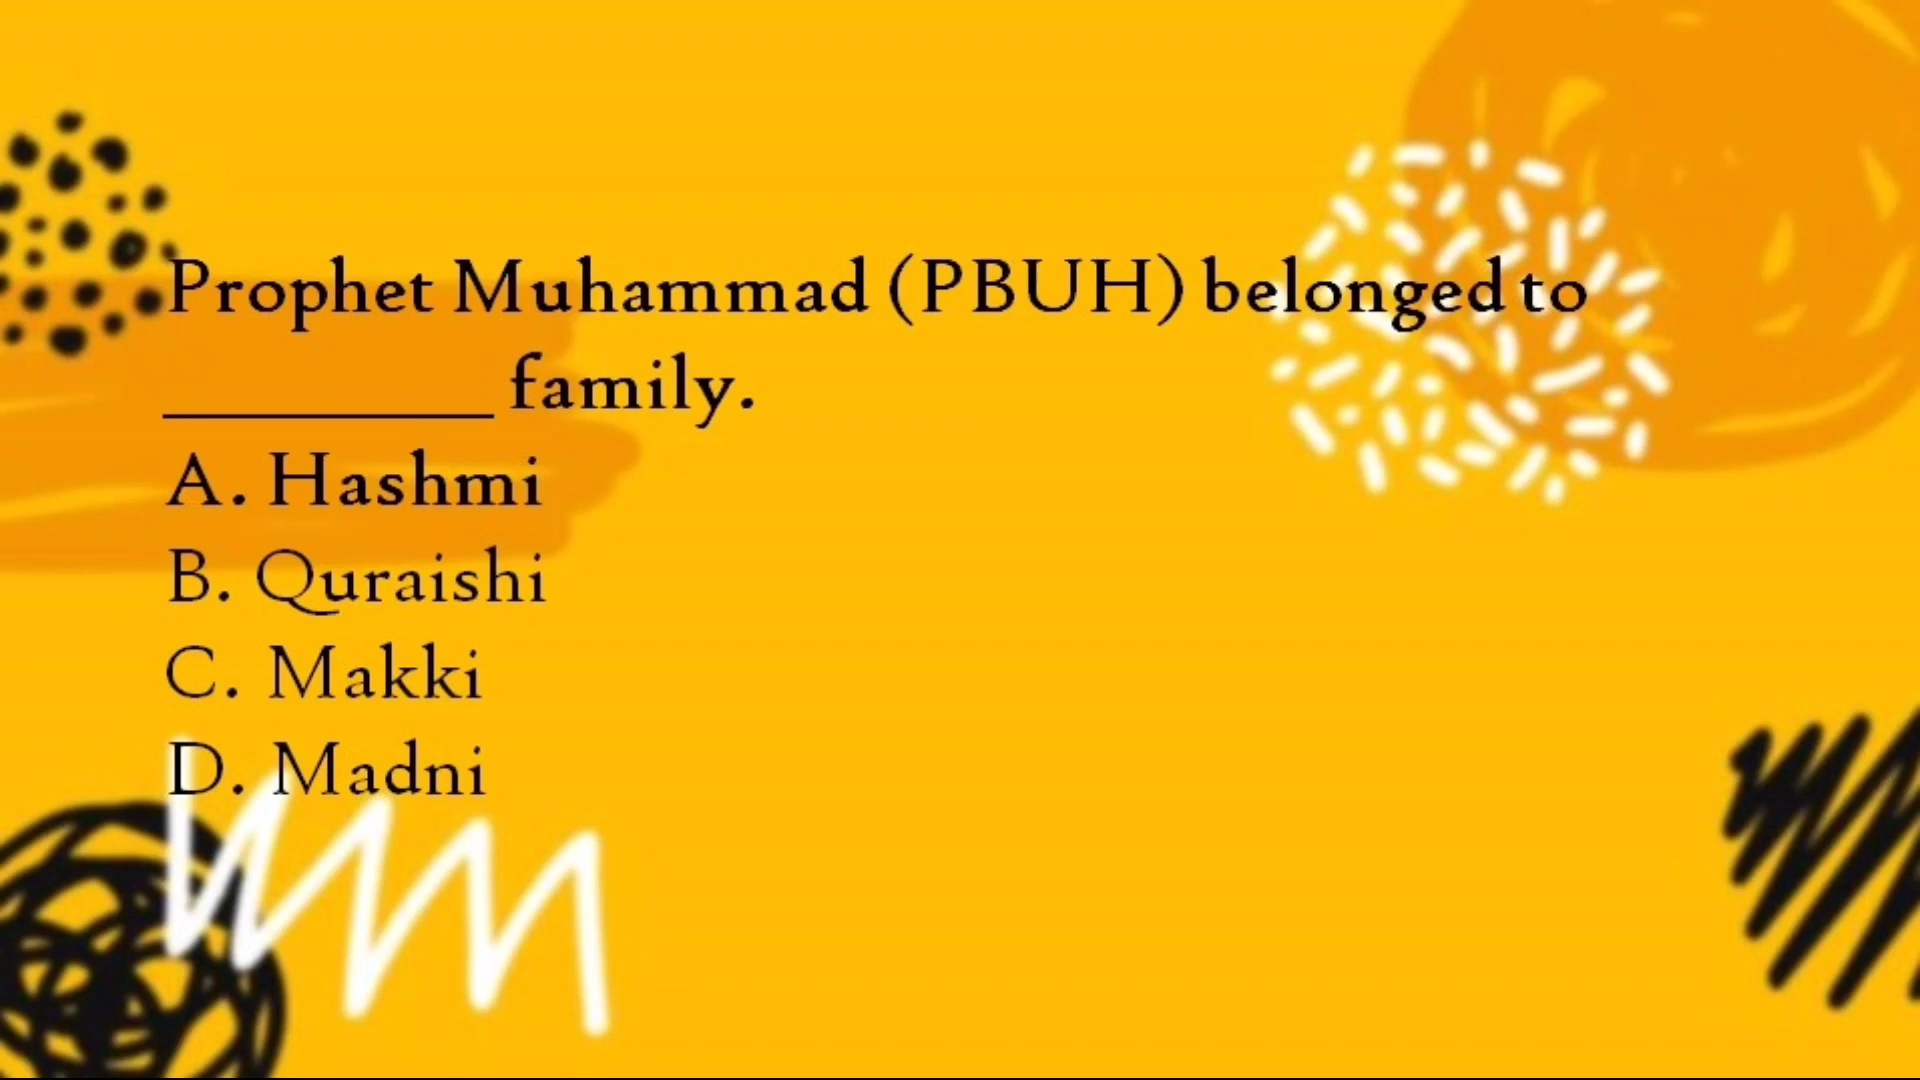 Prophet Muhammad (PBUH) belonged to
__________ family.
A. Hashmi
B. Quraishi
C. Makki
D. Madni